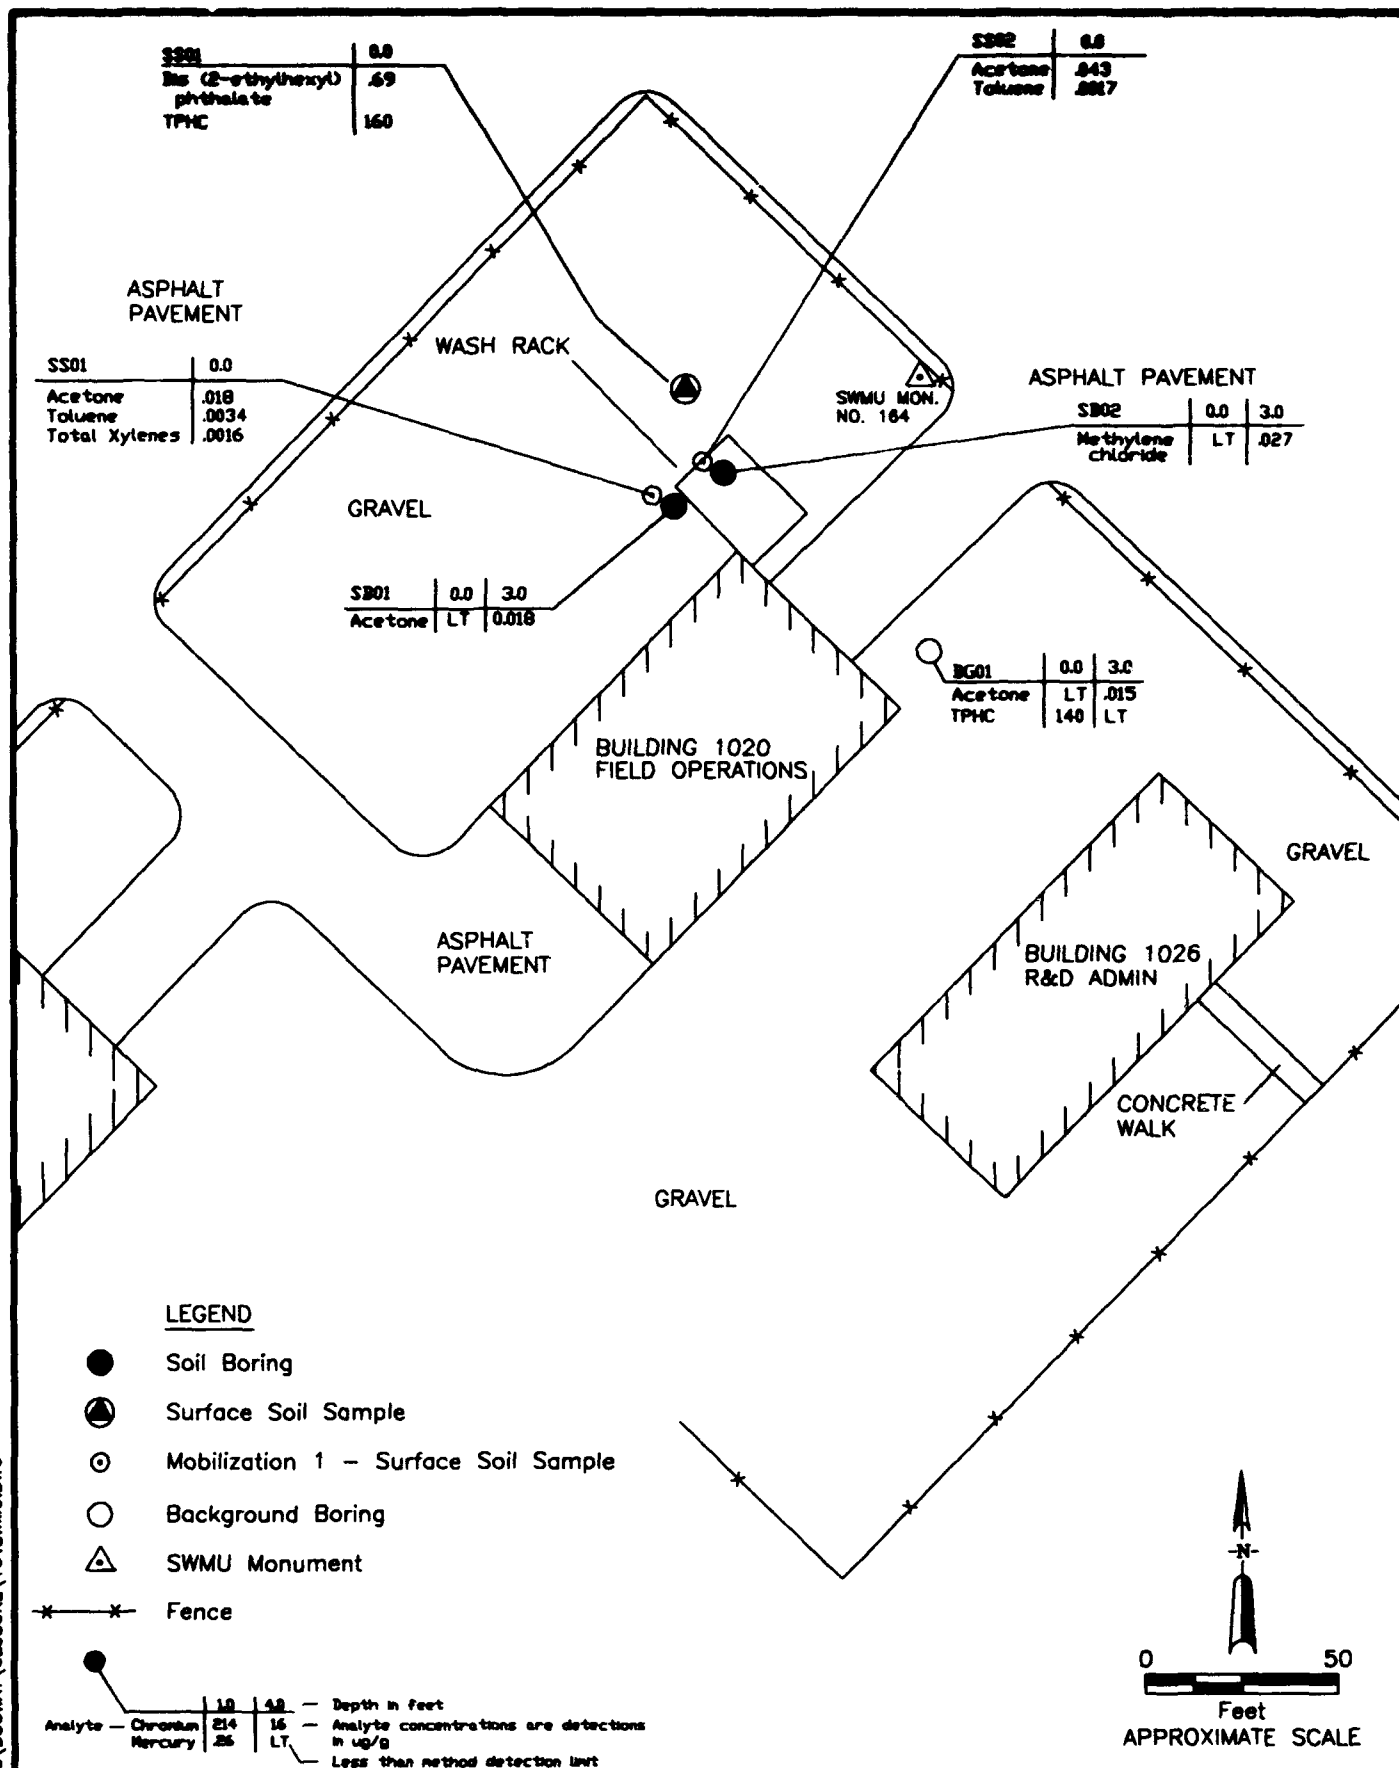 SS01 0.0
Bis (2-ethylhexyl) .69
phthalate
TPHC 160
SS02 0.0
Acetone .043
Toluene .0017
ASPHALT
PAVEMENT
WASH RACK
SS01 0.0
Acetone .018
Toluene .0034
Total Xylenes .0016
SWMU MON.
NO. 164
ASPHALT PAVEMENT
SB02 0.0 3.0
Methylene LT .027
chloride
GRAVEL
SB01 0.0 3.0
Acetone LT 0.018
BG01 0.0 3.0
Acetone LT .015
TPHC 140 LT
BUILDING 1020
FIELD OPERATIONS
GRAVEL
ASPHALT
PAVEMENT
BUILDING 1026
R&D ADMIN
CONCRETE
WALK
GRAVEL
LEGEND
Soil Boring
Surface Soil Sample
Mobilization 1 - Surface Soil Sample
Background Boring
SWMU Monument
Fence
1.0 4.0 — Depth in feet
Analyte — Chromium 214 16 — Analyte concentrations are detections
Mercury .26 LT in ug/g
Less than method detection limit
-N-
0 50
Feet
APPROXIMATE SCALE